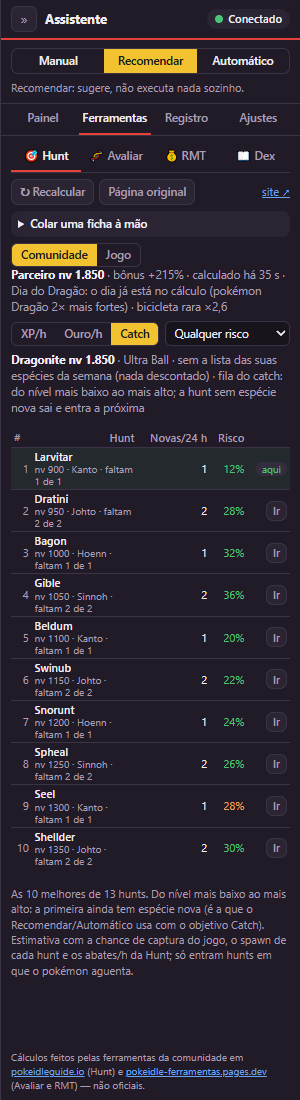 » Assistente Conectado
Manual Recomendar Automático
Recomendar: sugere, não executa nada sozinho.
Painel Ferramentas Registro Ajustes
Hunt Avaliar RMT Dex
↻ Recalcular Página original site ↗
▶ Colar uma ficha à mão
Comunidade Jogo
Parceiro nv 1.850 · bônus +215% · calculado há 35 s ·
Dia do Dragão: o dia já está no cálculo (pokémon
Dragão 2× mais fortes) · bicicleta rara ×2,6
XP/h Ouro/h Catch Qualquer risco
Dragonite nv 1.850 · Ultra Ball · sem a lista das suas
espécies da semana (nada descontado) · fila do catch:
do nível mais baixo ao mais alto; a hunt sem espécie
nova sai e entra a próxima
# Hunt Novas/24 h Risco
Larvitar
1 nv 900 · Kanto · faltam 1 12% aqui
1 de 1
Dratini
2 nv 950 · Johto · faltam 2 28% Ir
2 de 2
Bagon
3 nv 1000 · Hoenn · 1 32% Ir
faltam 1 de 1
Gible
4 nv 1050 · Sinnoh · 2 36% Ir
faltam 2 de 2
Beldum
5 nv 1100 · Kanto · 1 20% Ir
faltam 1 de 1
Swinub
6 nv 1150 · Johto · 2 22% Ir
faltam 2 de 2
Snorunt
7 nv 1200 · Hoenn · 1 24% Ir
faltam 1 de 1
Spheal
8 nv 1250 · Sinnoh · 2 26% Ir
faltam 2 de 2
Seel
9 nv 1300 · Kanto · 1 28% Ir
faltam 1 de 1
Shellder
10 nv 1350 · Johto · 2 30% Ir
faltam 2 de 2
As 10 melhores de 13 hunts. Do nível mais baixo ao mais
alto: a primeira ainda tem espécie nova (é a que o
Recomendar/Automático usa com o objetivo Catch).
Estimativa com a chance de captura do jogo, o spawn de
cada hunt e os abates/h da Hunt; só entram hunts em
que o pokémon aguenta.
Cálculos feitos pelas ferramentas da comunidade em
pokeidleguide.io (Hunt) e pokeidle-ferramentas.pages.dev
(Avaliar e RMT) — não oficiais.